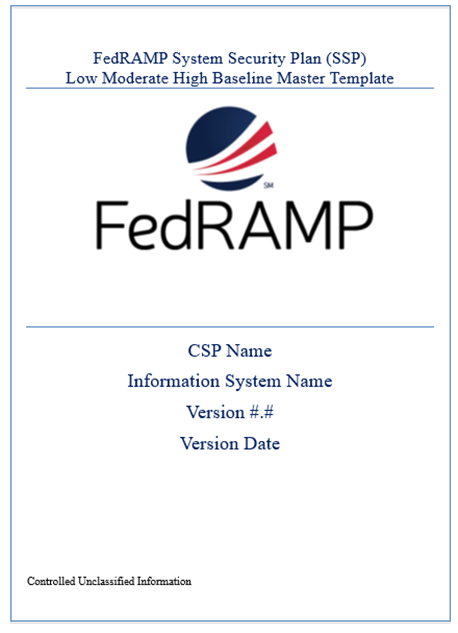 FedRAMP System Security Plan (SSP)
Low Moderate High Baseline Master Template
SM
FedRAMP
CSP Name
Information System Name
Version #.#
Version Date
Controlled Unclassified Information